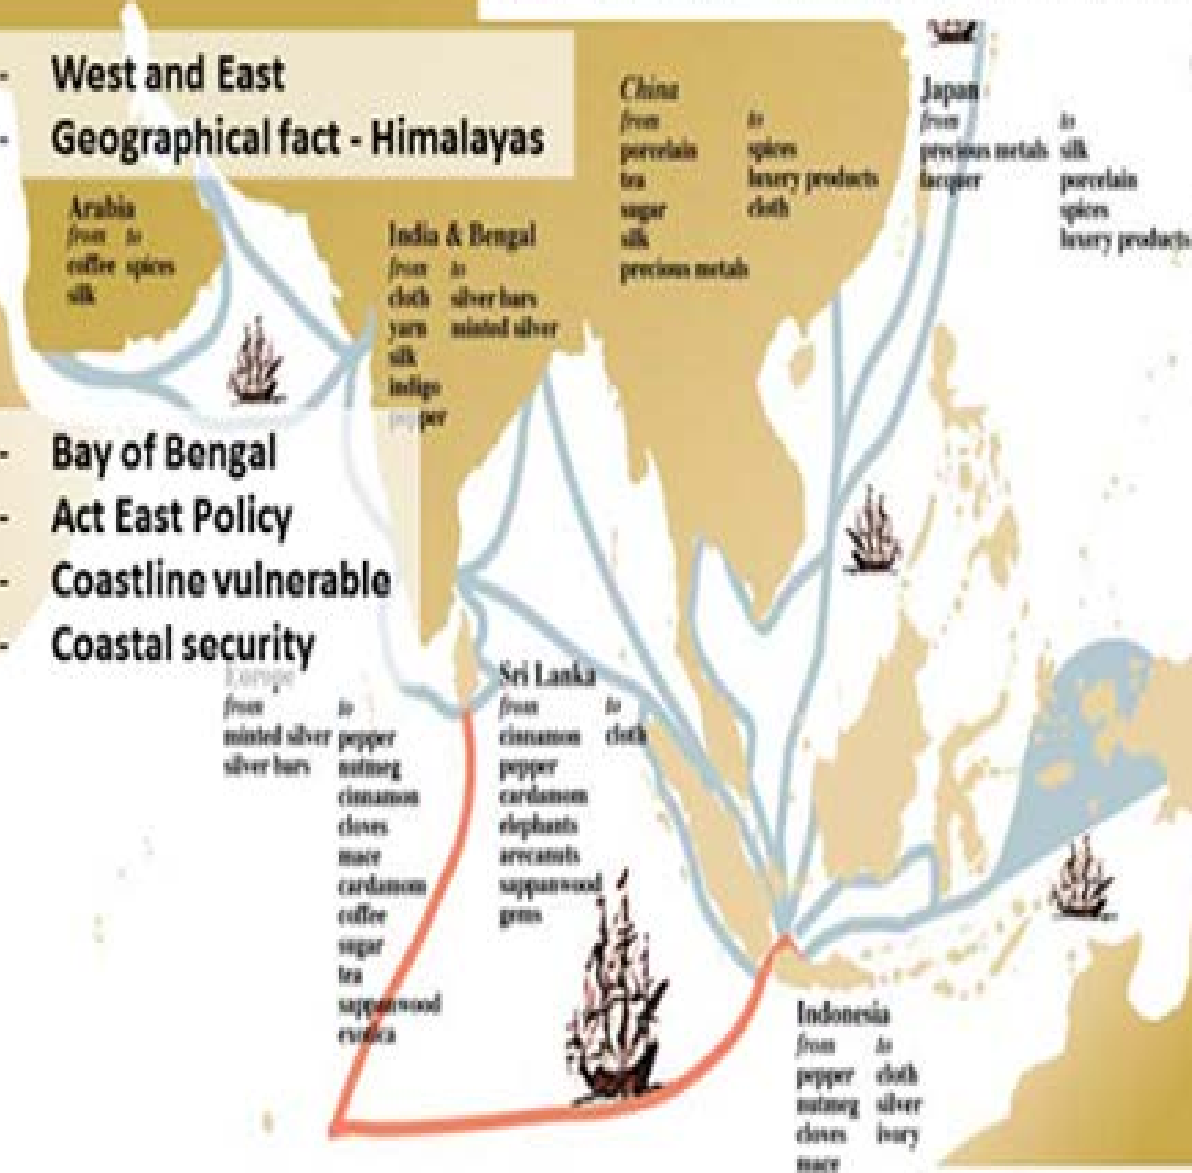 - West and East
- Geographical fact - Himalayas
China
from to
porcelain spices
tea luxury products
sugar cloth
silk
precious metals
Japan
from to
precious metals silk
lacquer porcelain
spices
luxury products
Arabia
from to
coffee spices
silk
India & Bengal
from to
cloth silver bars
yarn minted silver
silk
indigo
pepper
- Bay of Bengal
- Act East Policy
- Coastline vulnerable
- Coastal security
Europe
from to
minted silver pepper
silver bars nutmeg
cinnamon
cloves
mace
cardamom
coffee
sugar
tea
sappanwood
exotica
Sri Lanka
from to
cinnamon cloth
pepper
cardamom
elephants
arecanuts
sappanwood
gems
Indonesia
from to
pepper cloth
nutmeg silver
cloves ivory
mace